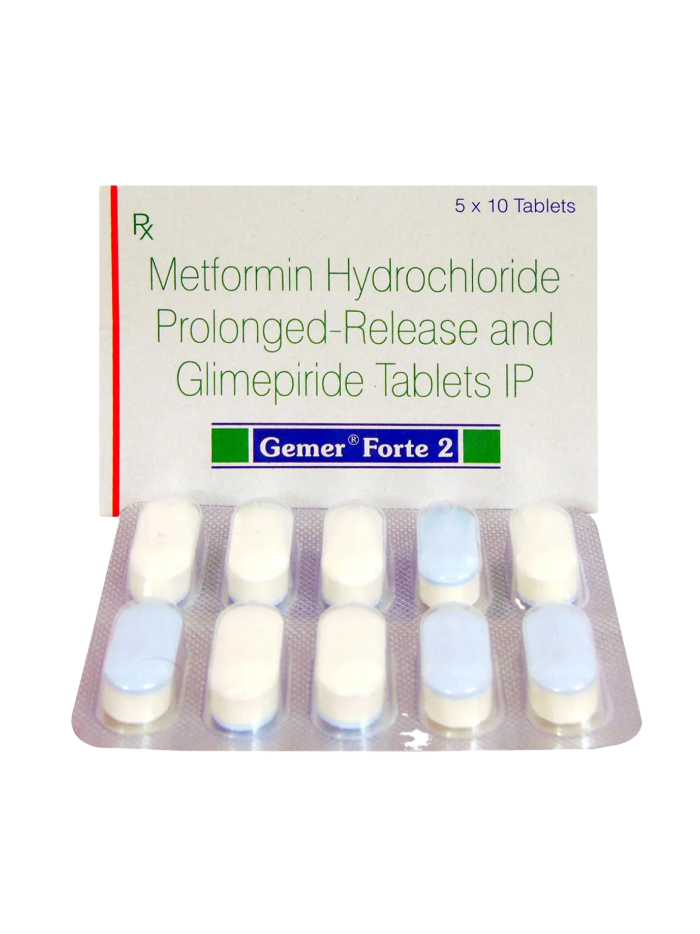 5 x 10 Tablets
Rx
Metformin Hydrochloride
Prolonged-Release and
Glimepiride Tablets IP
Gemer® Forte 2